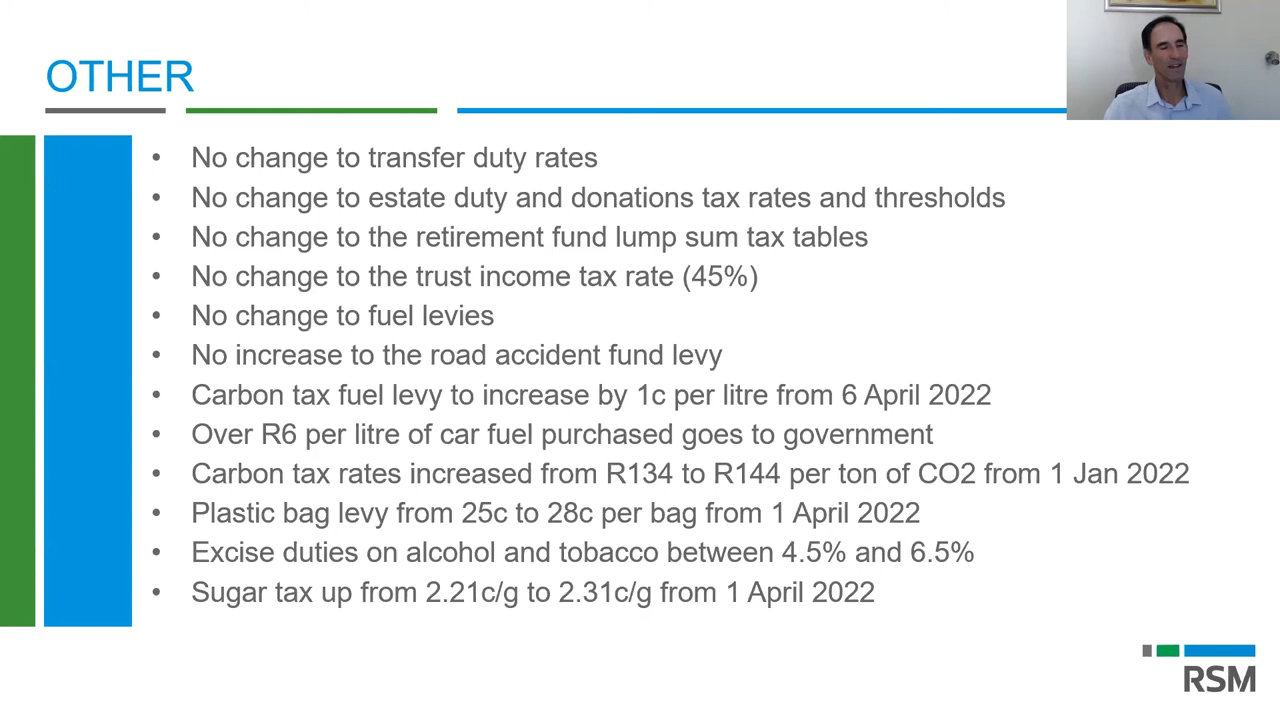 OTHER
• No change to transfer duty rates
• No change to estate duty and donations tax rates and thresholds
• No change to the retirement fund lump sum tax tables
• No change to the trust income tax rate (45%)
• No change to fuel levies
• No increase to the road accident fund levy
• Carbon tax fuel levy to increase by 1c per litre from 6 April 2022
• Over R6 per litre of car fuel purchased goes to government
• Carbon tax rates increased from R134 to R144 per ton of CO2 from 1 Jan 2022
• Plastic bag levy from 25c to 28c per bag from 1 April 2022
• Excise duties on alcohol and tobacco between 4.5% and 6.5%
• Sugar tax up from 2.21c/g to 2.31c/g from 1 April 2022
RSM